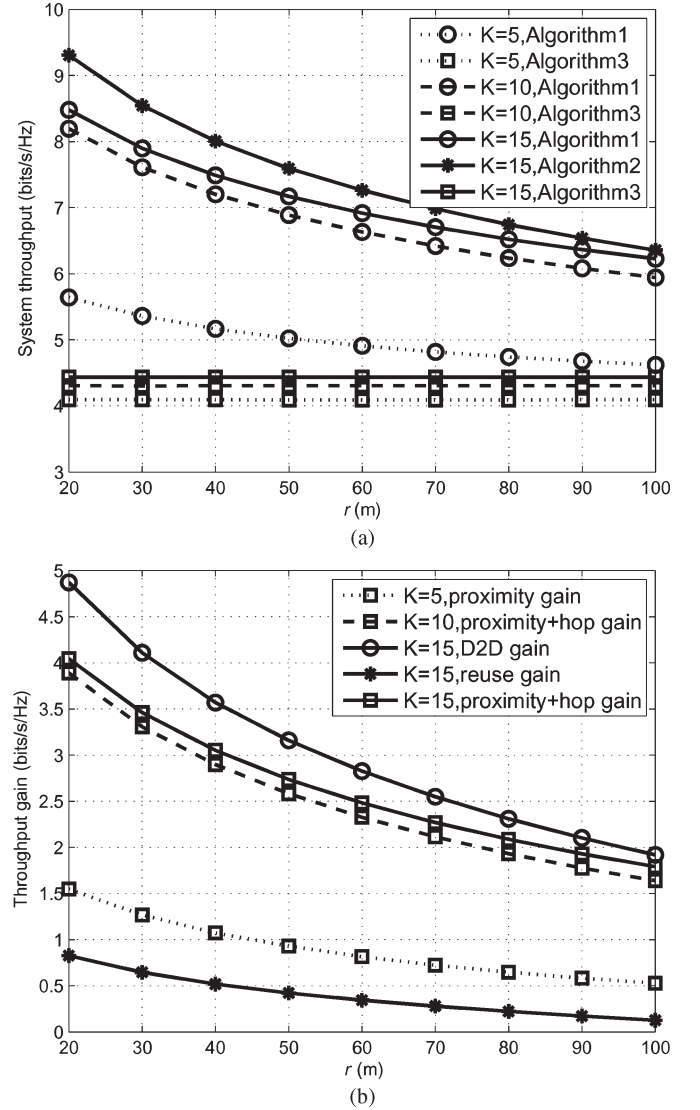 10
9
8
7
6
5
4
3
System throughput (bits/s/Hz)
K=5,Algorithm1
K=5,Algorithm3
K=10,Algorithm1
K=10,Algorithm3
K=15,Algorithm1
K=15,Algorithm2
K=15,Algorithm3
20 30 40 50 60 70 80 90 100
r (m)
(a)
5
4.5
4
3.5
3
2.5
2
1.5
1
0.5
0
Throughput gain (bits/s/Hz)
K=5,proximity gain
K=10,proximity+hop gain
K=15,D2D gain
K=15,reuse gain
K=15,proximity+hop gain
20 30 40 50 60 70 80 90 100
r (m)
(b)